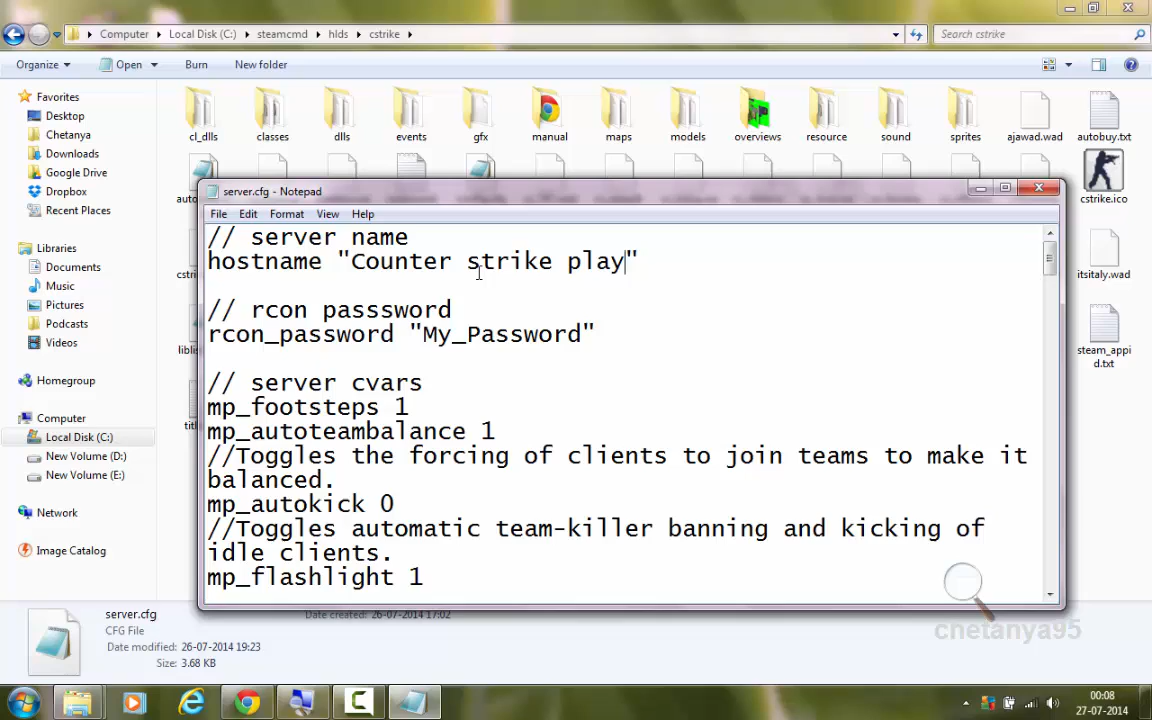 Computer Local Disk (C:) steamcmd hlds cstrike
Search cstrike
Organize Open Burn New folder
Favorites
Desktop
Chetanya
Downloads
Google Drive
Dropbox
Recent Places
Libraries
Documents
Music
Pictures
Podcasts
Videos
Homegroup
Computer
Local Disk (C:)
New Volume (D:)
New Volume (E:)
Network
Image Catalog
cl_dlls classes dlls events gfx manual maps models overviews resource sound sprites ajawad.wad autobuy.txt
cstrike.ico
itsitaly.wad
steam_appi
d.txt
server.cfg - Notepad
File Edit Format View Help
// server name
hostname "Counter strike play"
// rcon passsword
rcon_password "My_Password"
// server cvars
mp_footsteps 1
mp_autoteambalance 1
//Toggles the forcing of clients to join teams to make it
balanced.
mp_autokick 0
//Toggles automatic team-killer banning and kicking of
idle clients.
mp_flashlight 1
server.cfg
Date created: 26-07-2014 17:02
CFG File
Date modified: 26-07-2014 19:23
Size: 3.68 KB
chetanya95
00:08
27-07-2014